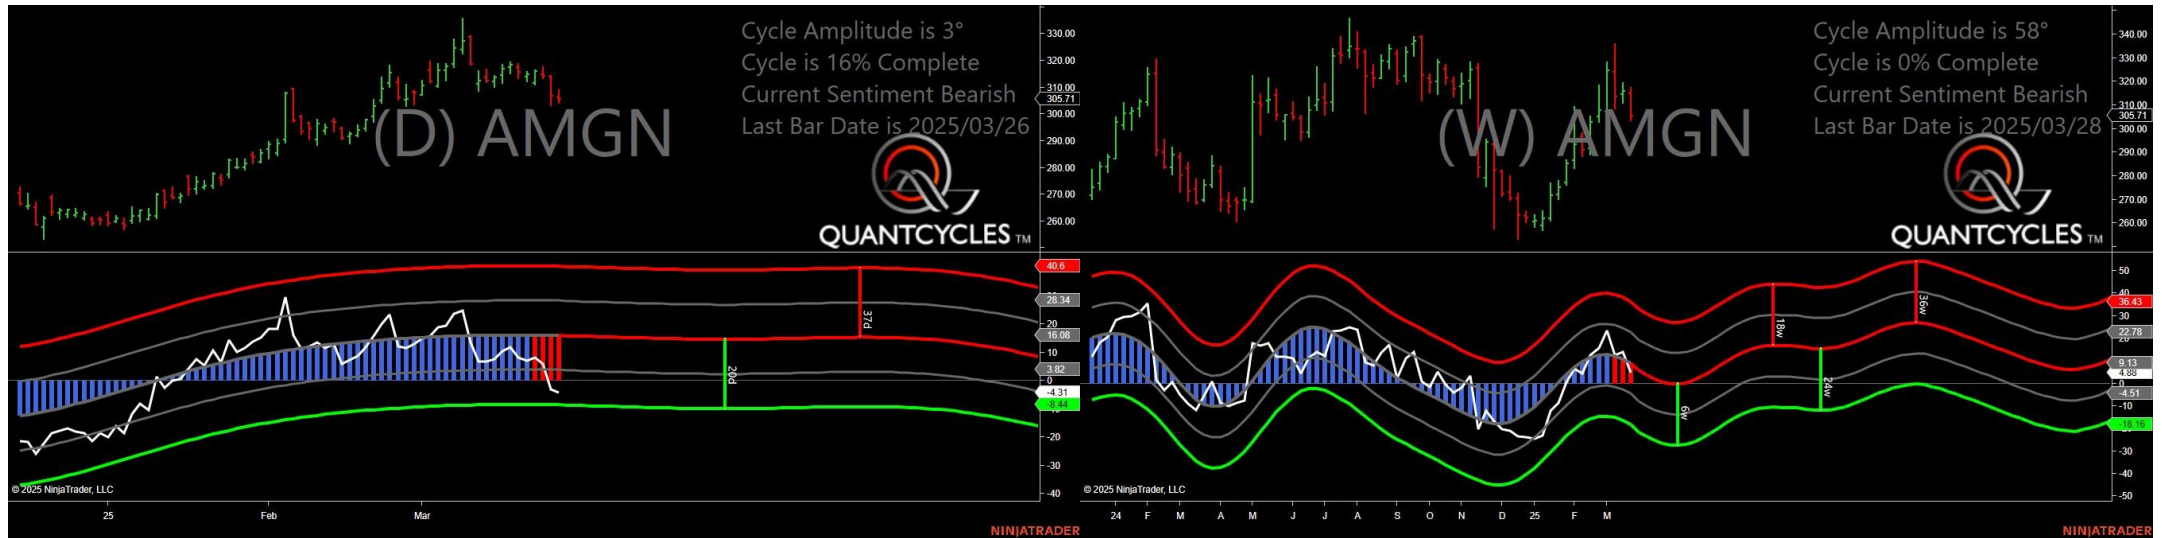 Cycle Amplitude is 3°
Cycle is 16% Complete
Current Sentiment Bearish
Last Bar Date is 2025/03/26
(D) AMGN
QUANTCYCLES TM
330.00
320.00
310.00
305.71
300.00
290.00
280.00
270.00
260.00
40.6
28.34
20
16.08
10
3.82
0
-4.31
-8.44
-20
-30
-40
37d
20d
© 2025 NinjaTrader, LLC
25 Feb Mar
NINJATRADER
Cycle Amplitude is 58°
Cycle is 0% Complete
Current Sentiment Bearish
Last Bar Date is 2025/03/28
(W) AMGN
QUANTCYCLES TM
340.00
330.00
320.00
310.00
305.71
300.00
290.00
280.00
270.00
260.00
50
40
36.43
30
22.78
9.13
4.88
0
-4.51
-10
-18.16
-30
-40
-50
18w
36w
6w
24w
© 2025 NinjaTrader, LLC
24 F M A M J J A S O N D 25 F M
NINJATRADER